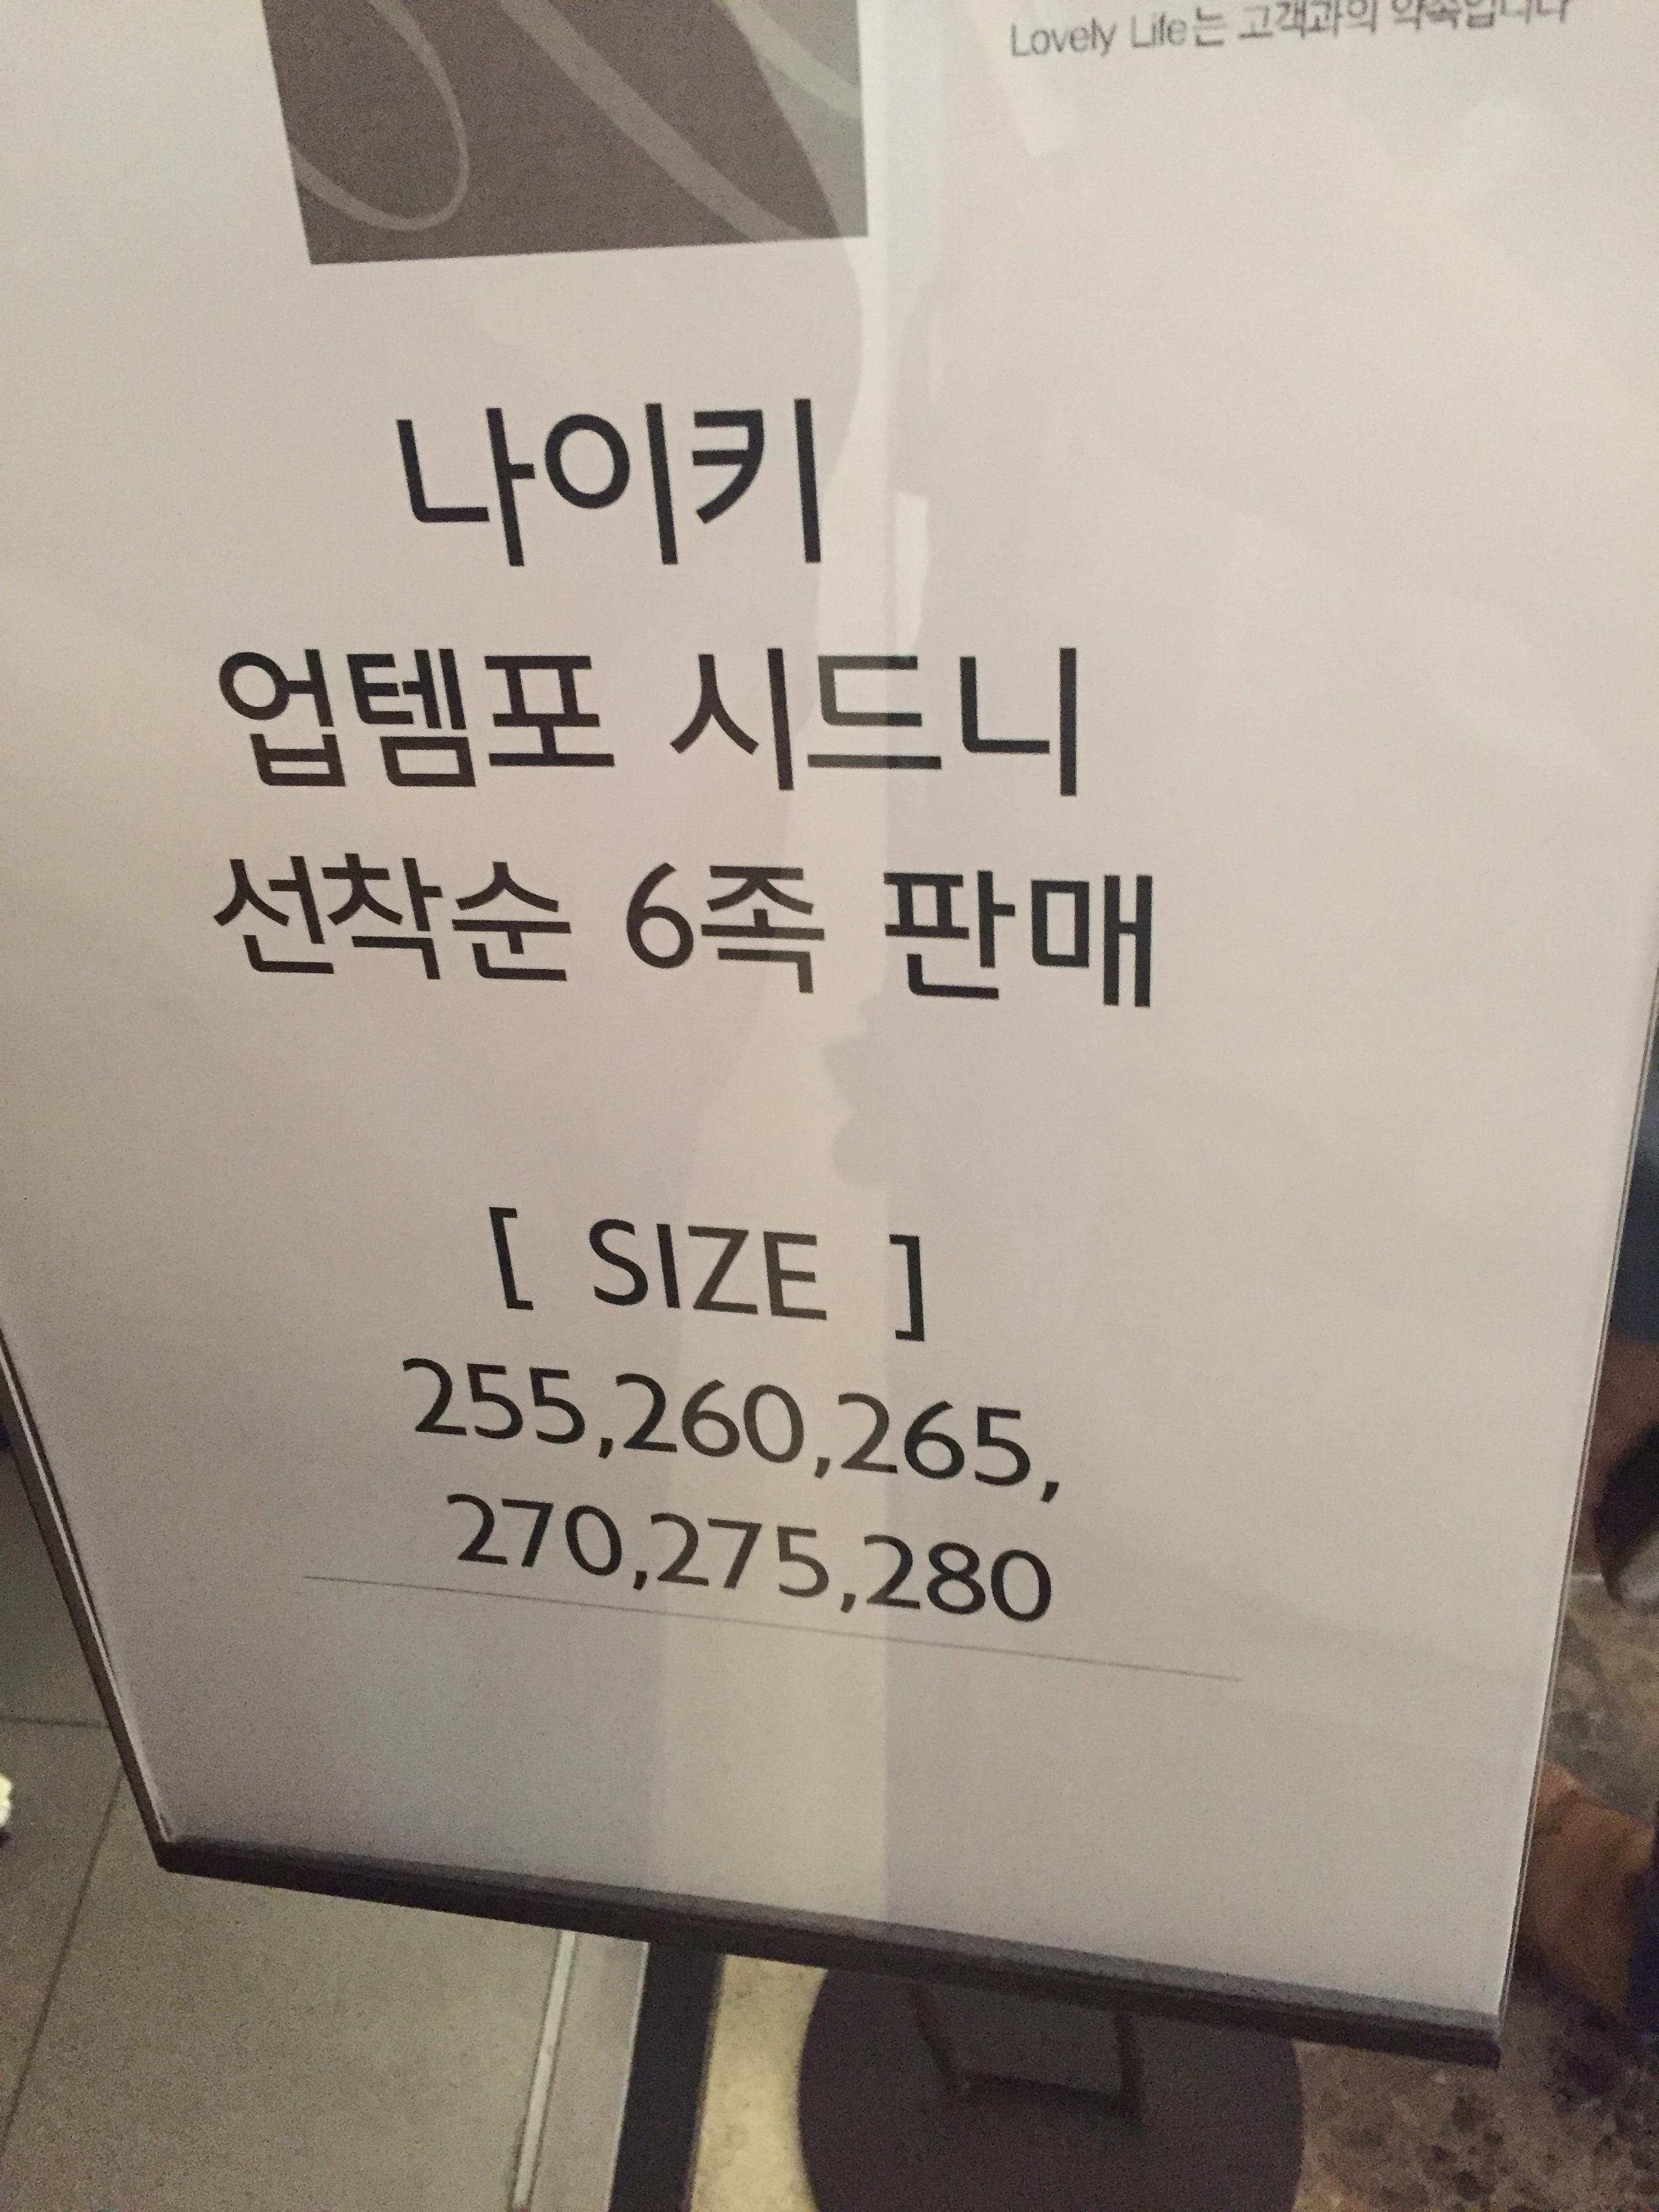 Lovely Life는 고객과의 약속입니다
나이키
업템포 시드니
선착순 6족 판매
[ SIZE ]
255,260,265,
270,275,280